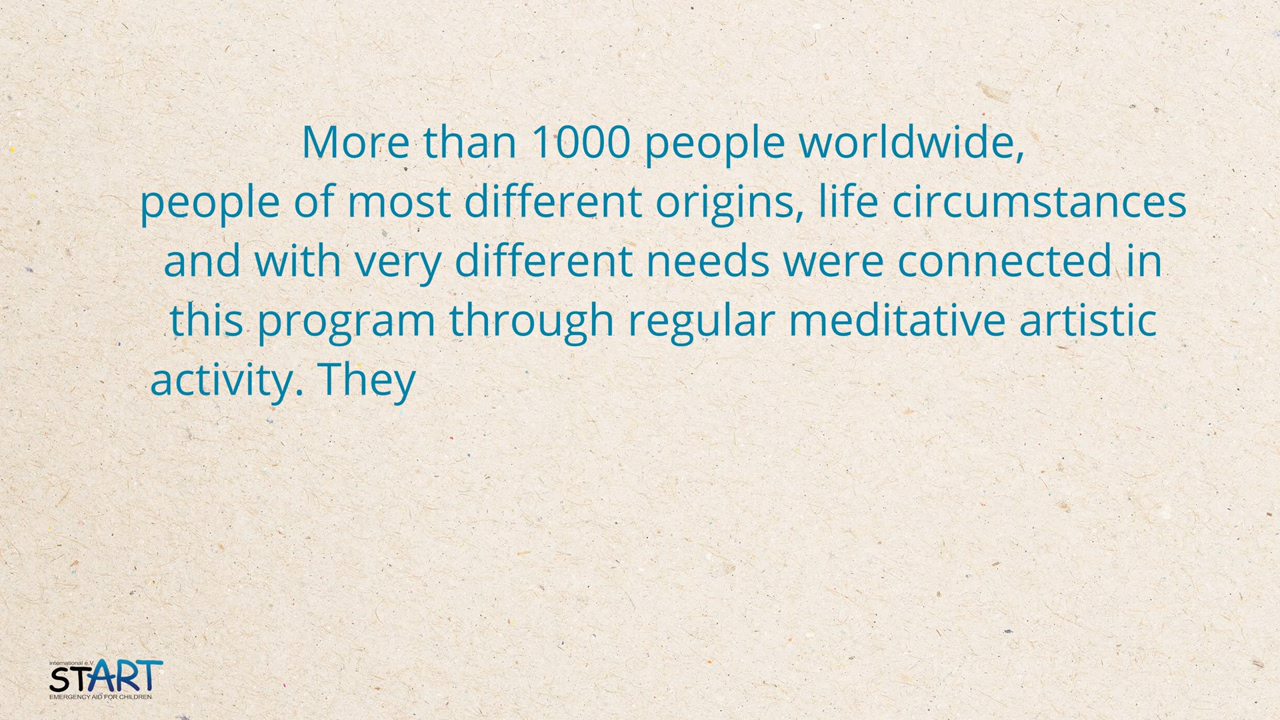 More than 1000 people worldwide,
people of most different origins, life circumstances
and with very different needs were connected in
this program through regular meditative artistic
activity. They
international e.V.
stART
EMERGENCY AID FOR CHILDREN